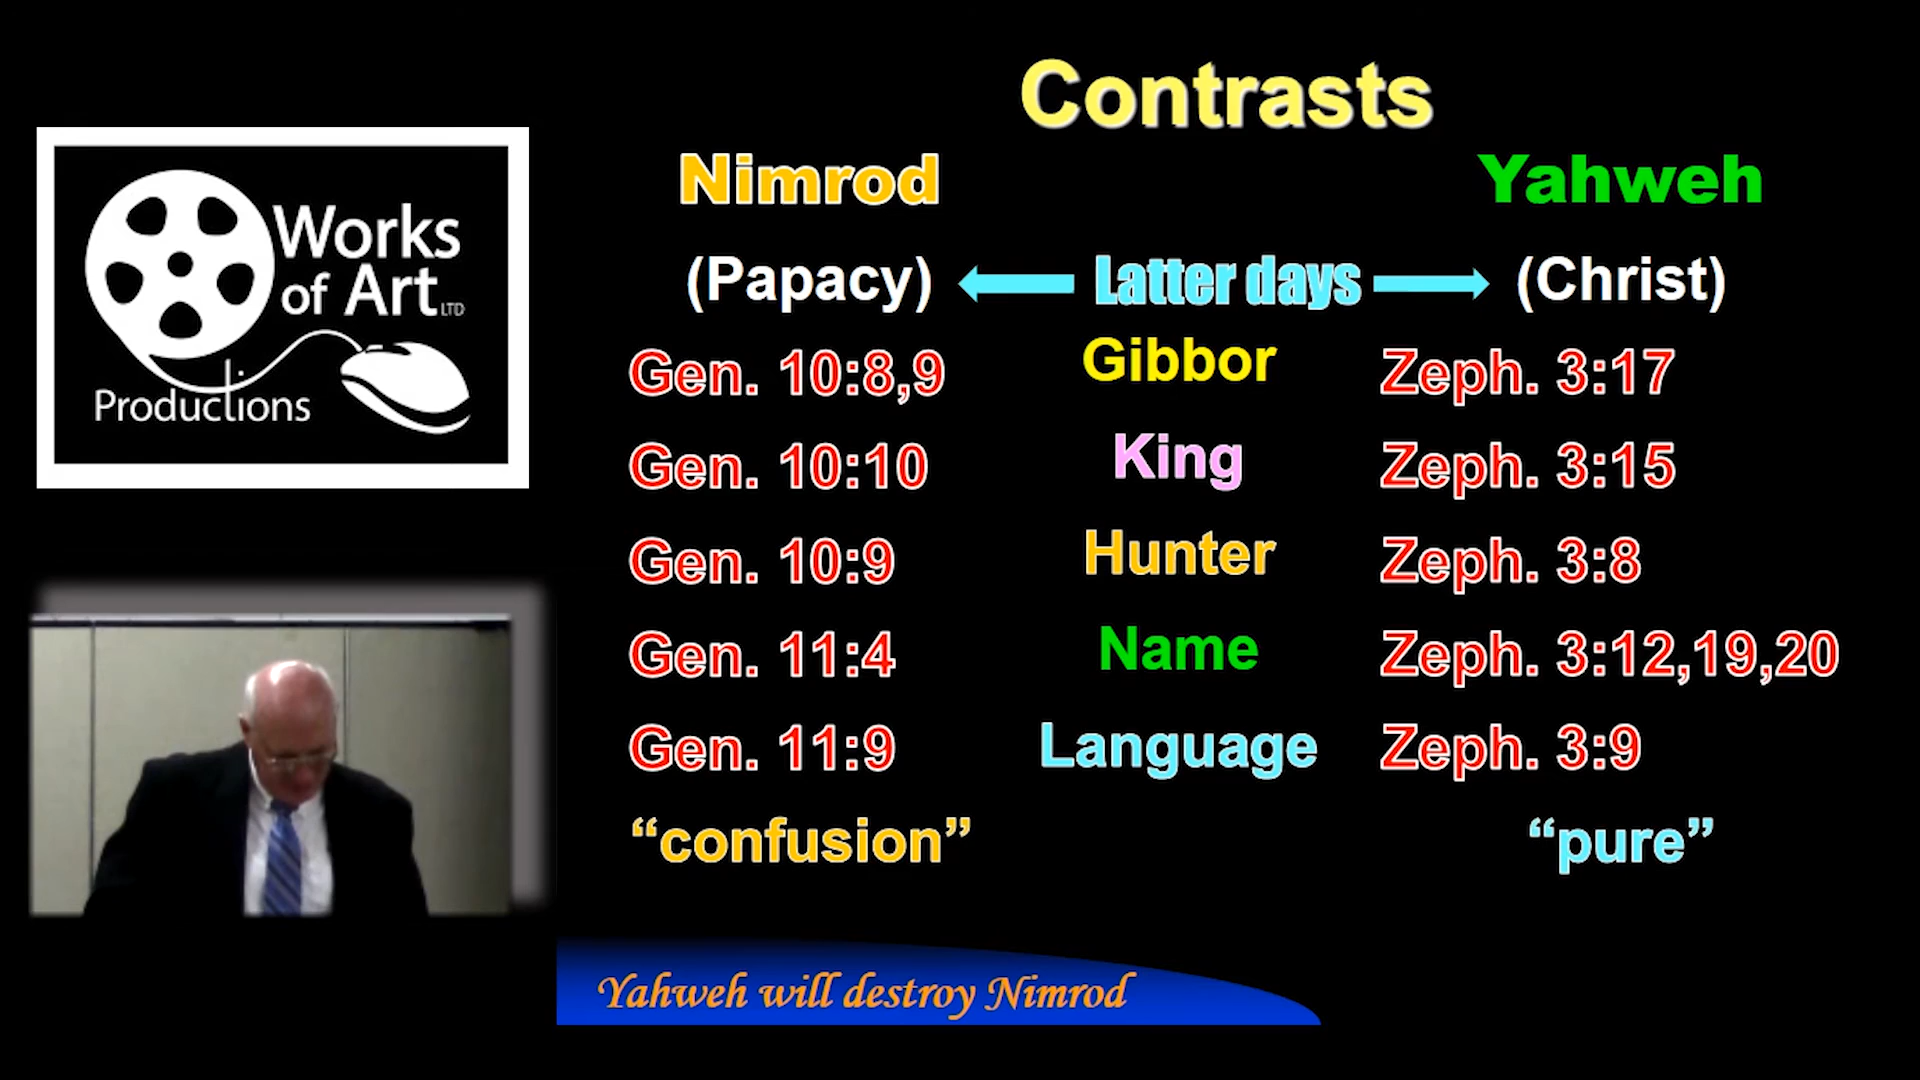 Works
of Art LTD
Productions
Contrasts
Nimrod Yahweh
(Papacy) Latter days (Christ)
Gen. 10:8,9 Gibbor Zeph. 3:17
Gen. 10:10 King Zeph. 3:15
Gen. 10:9 Hunter Zeph. 3:8
Gen. 11:4 Name Zeph. 3:12,19,20
Gen. 11:9 Language Zeph. 3:9
“confusion” “pure”
Yahweh will destroy Nimrod